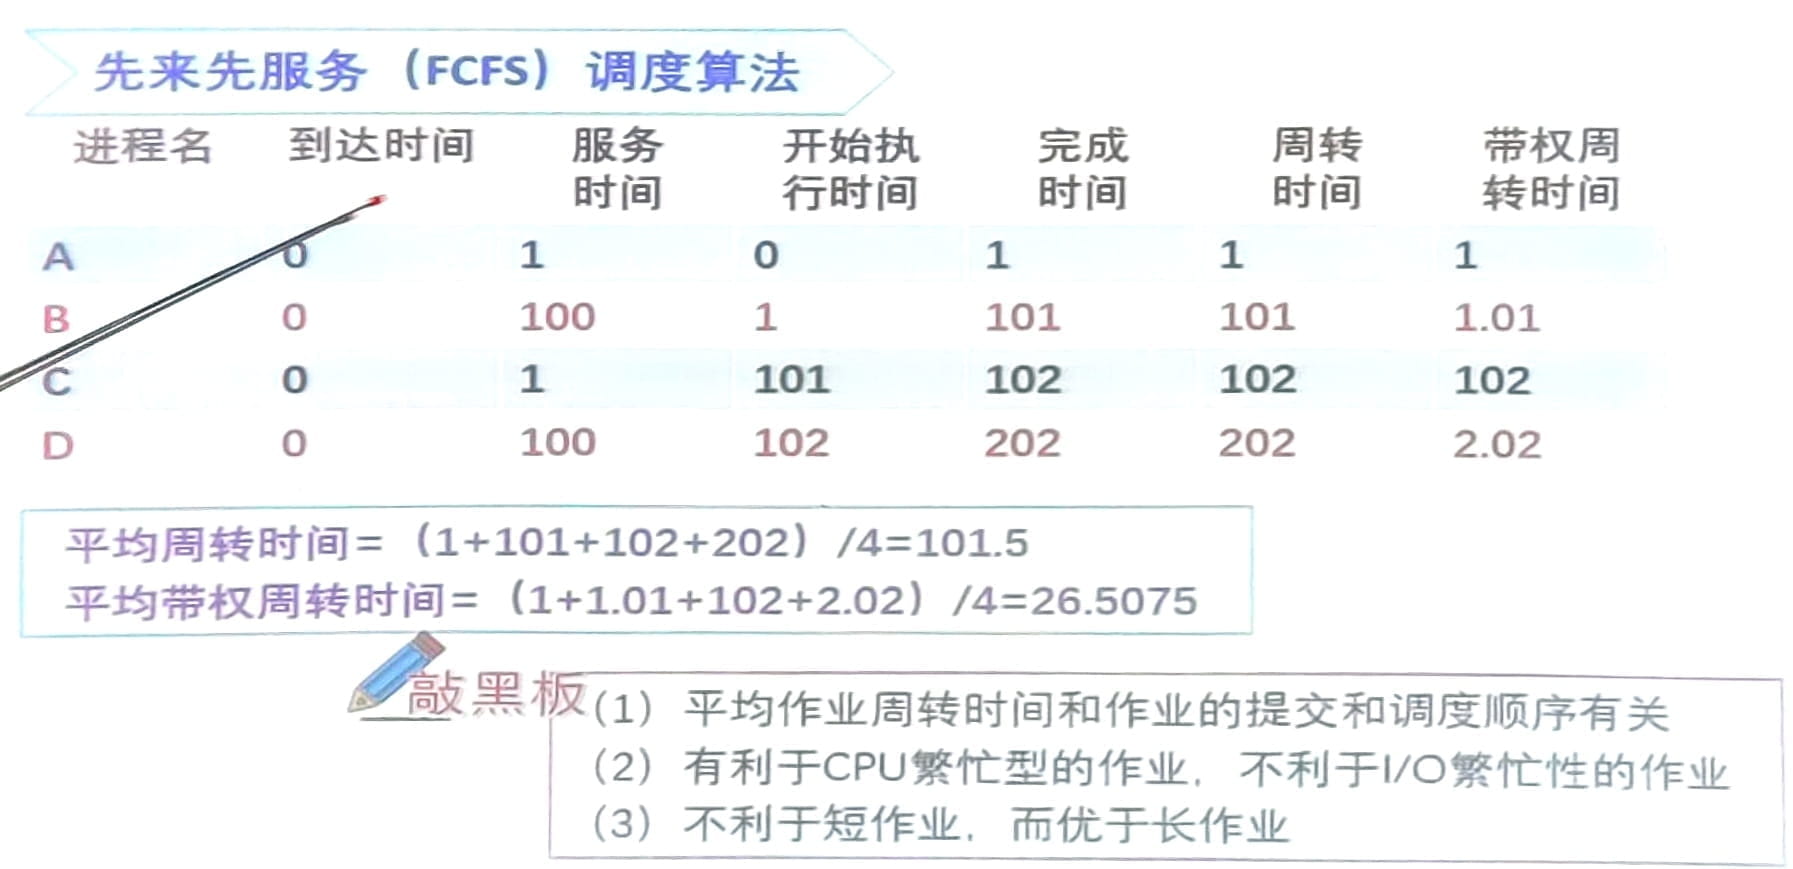 先来先服务（FCFS）调度算法
进程名 到达时间 服务时间 开始执行时间 完成时间 周转时间 带权周转时间
A 0 1 0 1 1 1
B 0 100 1 101 101 1.01
C 0 1 101 102 102 102
D 0 100 102 202 202 2.02
平均周转时间=（1+101+102+202）/4=101.5
平均带权周转时间=（1+1.01+102+2.02）/4=26.5075
敲黑板
（1）平均作业周转时间和作业的提交和调度顺序有关
（2）有利于CPU繁忙型的作业，不利于I/O繁忙性的作业
（3）不利于短作业，而优于长作业